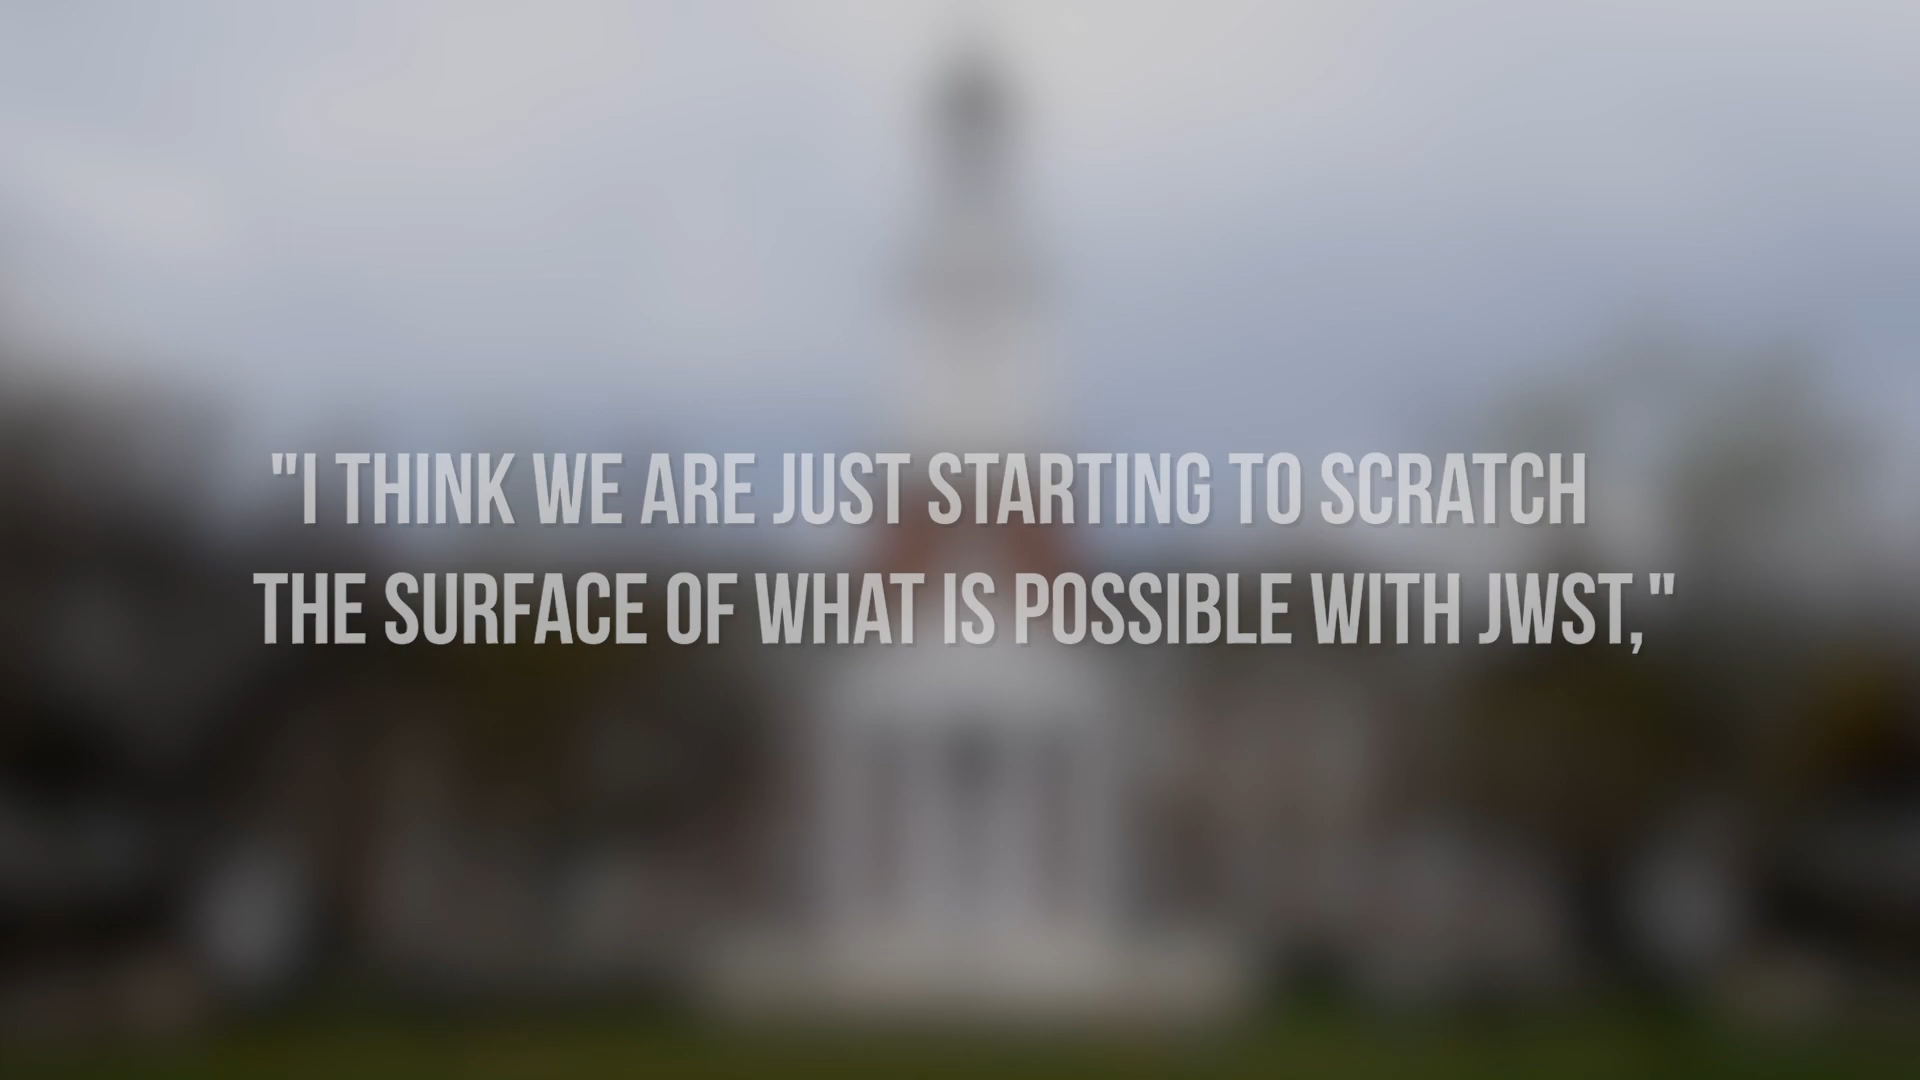 "I THINK WE ARE JUST STARTING TO SCRATCH
THE SURFACE OF WHAT IS POSSIBLE WITH JWST,"